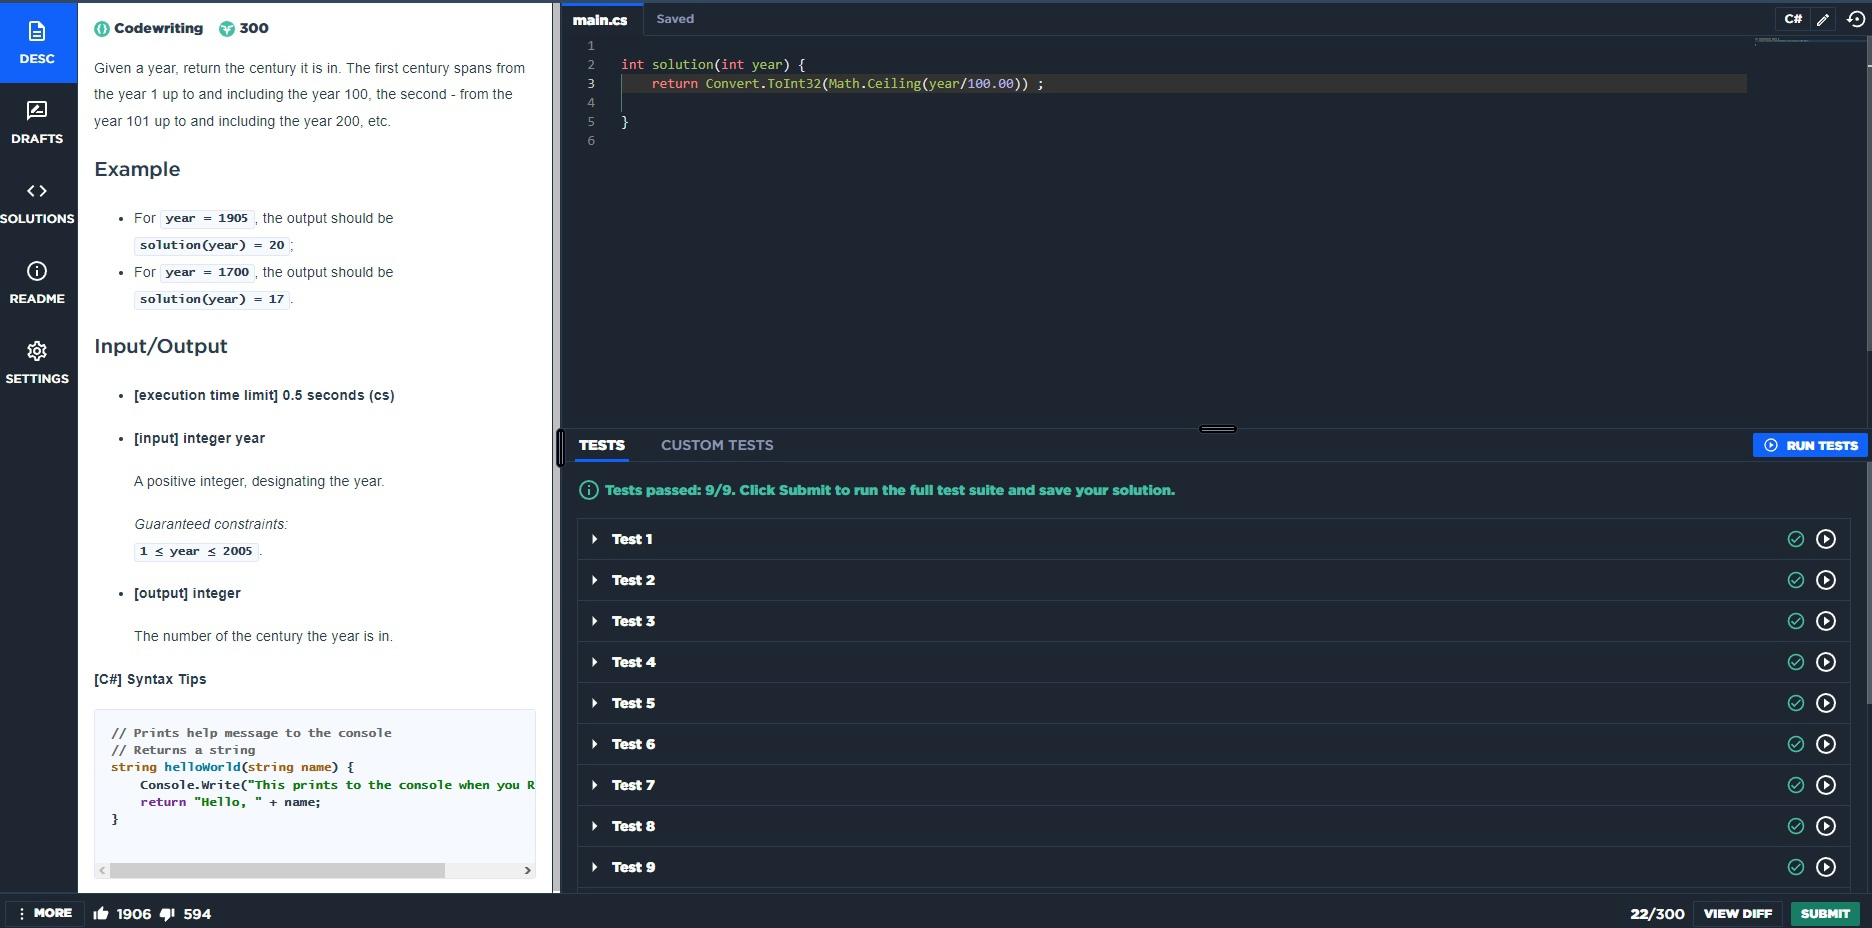 DESC
DRAFTS
SOLUTIONS
README
SETTINGS
Codewriting 300
Given a year, return the century it is in. The first century spans from
the year 1 up to and including the year 100, the second - from the
year 101 up to and including the year 200, etc.
Example
• For year = 1905, the output should be
solution(year) = 20;
• For year = 1700, the output should be
solution(year) = 17.
Input/Output
• [execution time limit] 0.5 seconds (cs)
• [input] integer year
A positive integer, designating the year.
Guaranteed constraints:
1 ≤ year ≤ 2005.
• [output] integer
The number of the century the year is in.
[C#] Syntax Tips
// Prints help message to the console
// Returns a string
string helloWorld(string name) {
Console.Write("This prints to the console when you R
return "Hello, " + name;
}
main.cs Saved
C#
1
2 int solution(int year) {
3 return Convert.ToInt32(Math.Ceiling(year/100.00)) ;
4
5 }
6
TESTS CUSTOM TESTS
RUN TESTS
Tests passed: 9/9. Click Submit to run the full test suite and save your solution.
Test 1
Test 2
Test 3
Test 4
Test 5
Test 6
Test 7
Test 8
Test 9
MORE 1906 594
22/300 VIEW DIFF SUBMIT